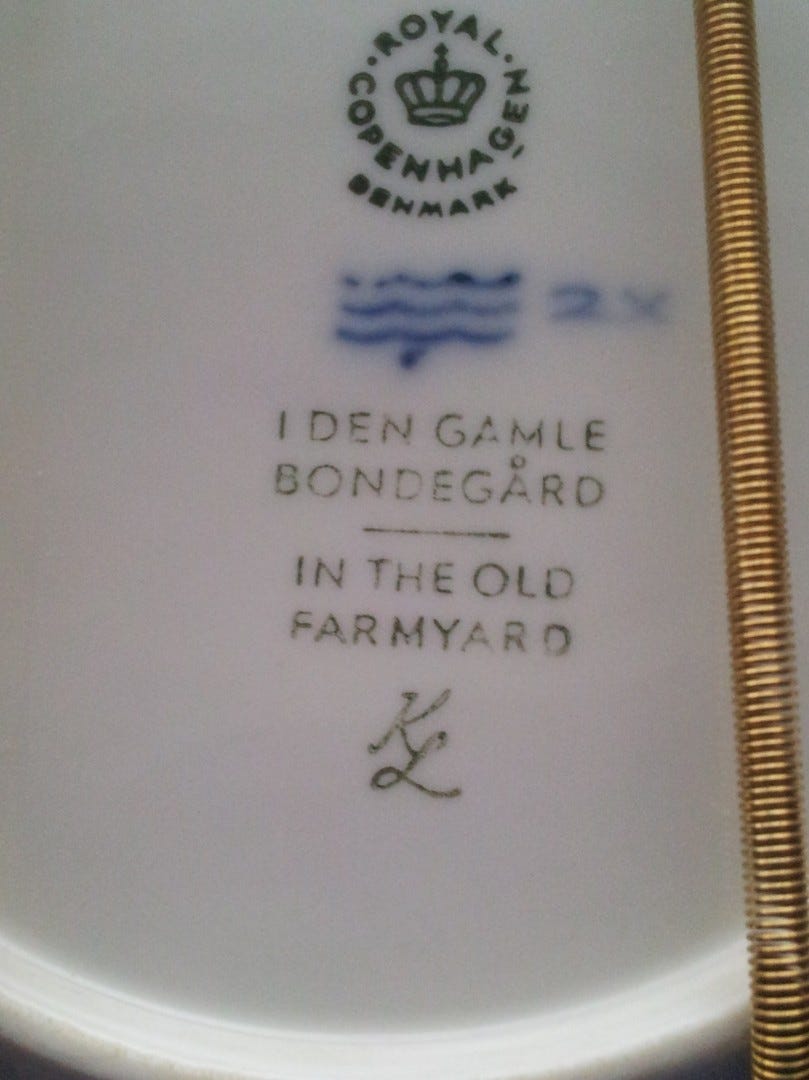 ROYAL COPENHAGEN
DENMARK
2X
I DEN GAMLE
BONDEGÅRD
IN THE OLD
FARMYARD
KL